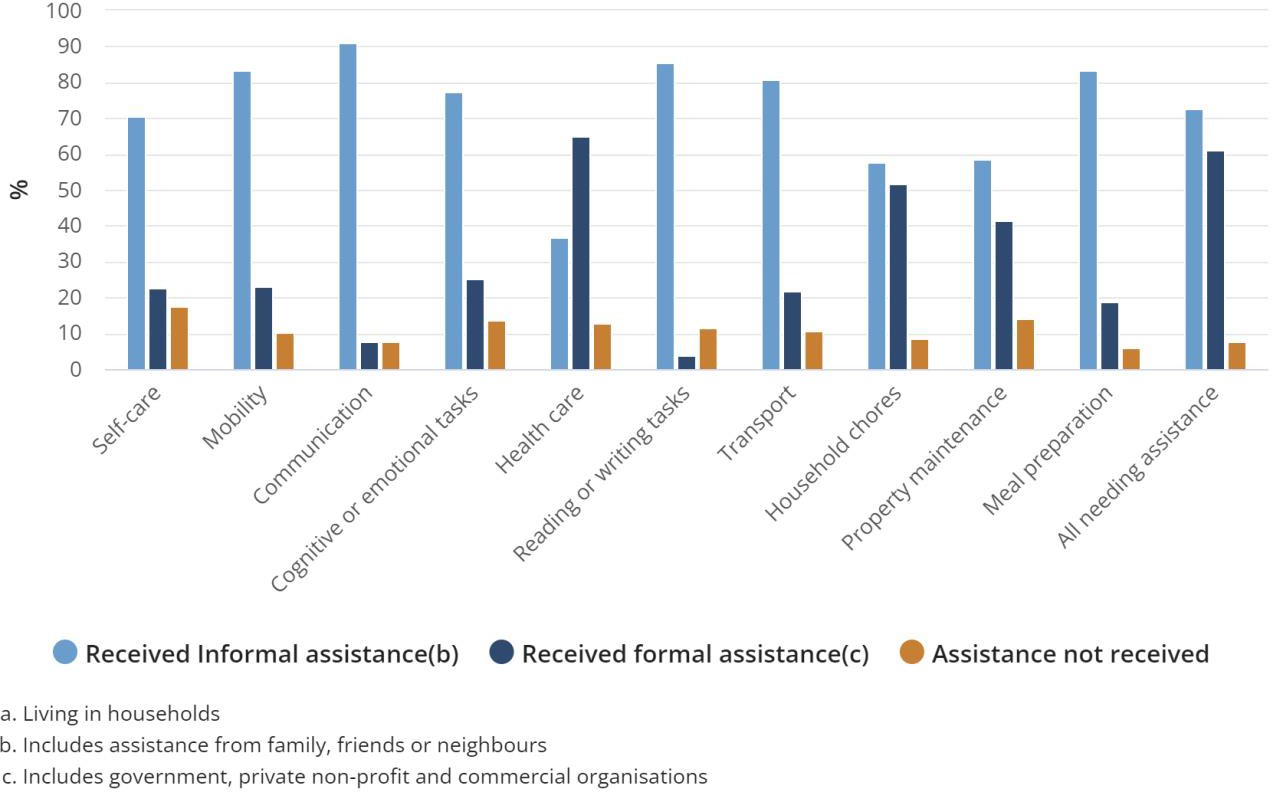 100
90
80
70
60
50
40
30
20
10
0
%
Self-care
Mobility
Communication
Cognitive or emotional tasks
Health care
Reading or writing tasks
Transport
Household chores
Property maintenance
Meal preparation
All needing assistance
Received Informal assistance(b) Received formal assistance(c) Assistance not received
a. Living in households
b. Includes assistance from family, friends or neighbours
c. Includes government, private non-profit and commercial organisations